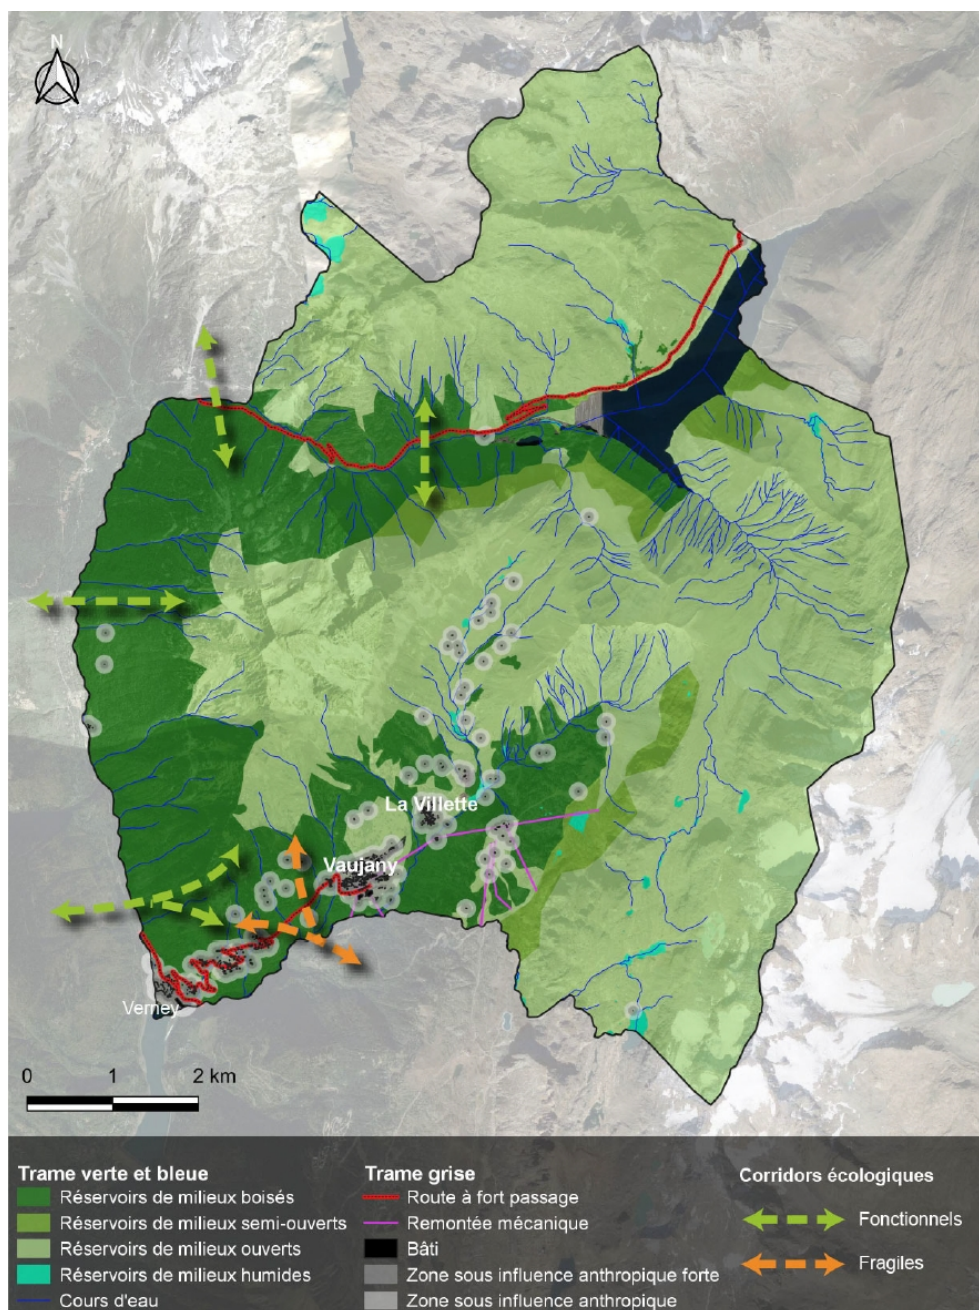 N
La Villette
Vaujany
Verney
0 1 2 km
Trame verte et bleue
Réservoirs de milieux boisés
Réservoirs de milieux semi-ouverts
Réservoirs de milieux ouverts
Réservoirs de milieux humides
Cours d'eau
Trame grise
Route à fort passage
Remontée mécanique
Bâti
Zone sous influence anthropique forte
Zone sous influence anthropique
Corridors écologiques
Fonctionnels
Fragiles